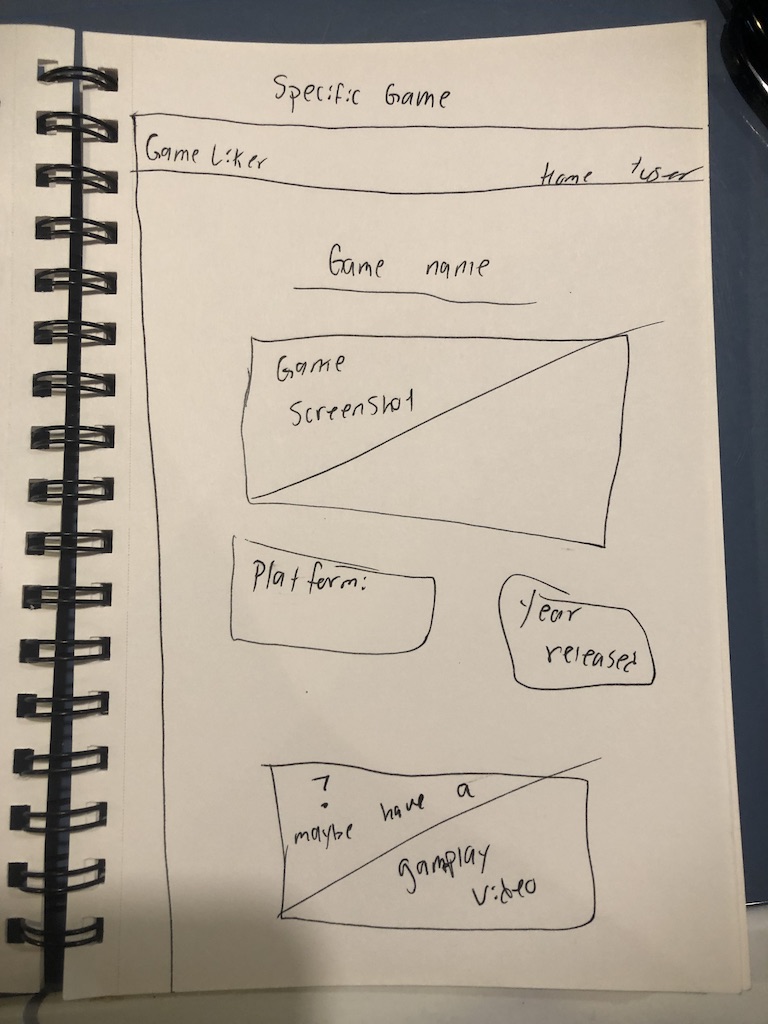 Specific Game
Game Liker
Home
user
Game name
Game
Screenshot
Platform:
Year
released
?
maybe have a
gamplay
video